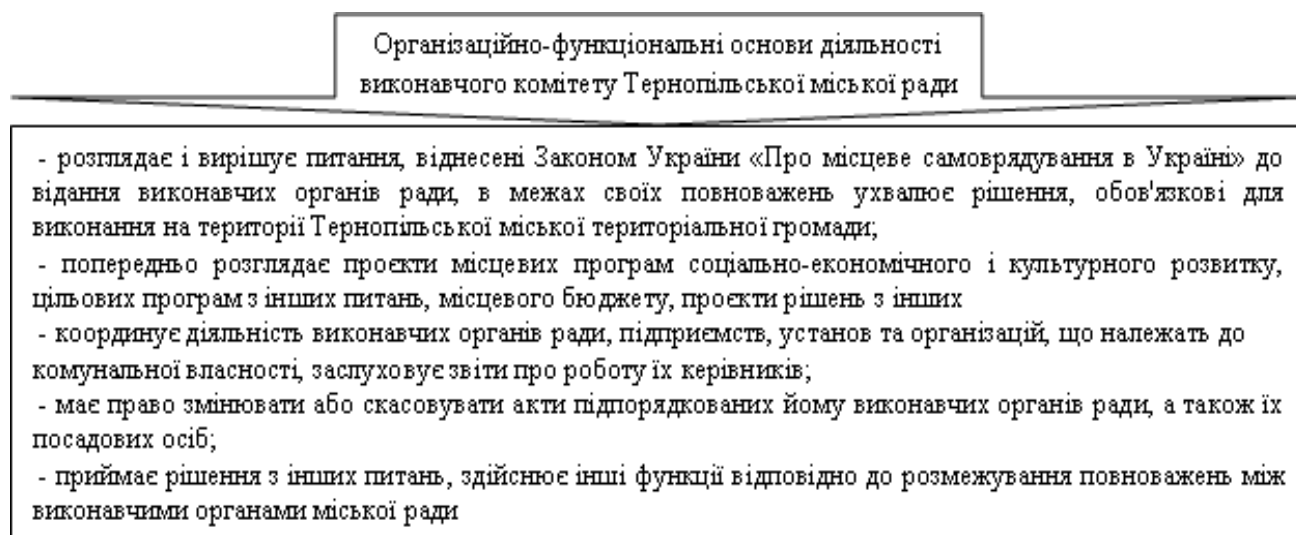 Організаційно-функціональні основи діяльності
виконавчого комітету Тернопільської міської ради
- розглядає і вирішує питання, віднесені Законом України «Про місцеве самоврядування в Україні» до
відання виконавчих органів ради, в межах своїх повноважень ухвалює рішення, обов'язкові для
виконання на території Тернопільської міської територіальної громади;
- попередньо розглядає проєкти місцевих програм соціально-економічного і культурного розвитку,
цільових програм з інших питань, місцевого бюджету, проєкти рішень з інших
- координує діяльність виконавчих органів ради, підприємств, установ та організацій, що належать до
комунальної власності, заслуховує звіти про роботу їх керівників;
- має право змінювати або скасовувати акти підпорядкованих йому виконавчих органів ради, а також їх
посадових осіб;
- приймає рішення з інших питань, здійснює інші функції відповідно до розмежування повноважень між
виконавчими органами міської ради